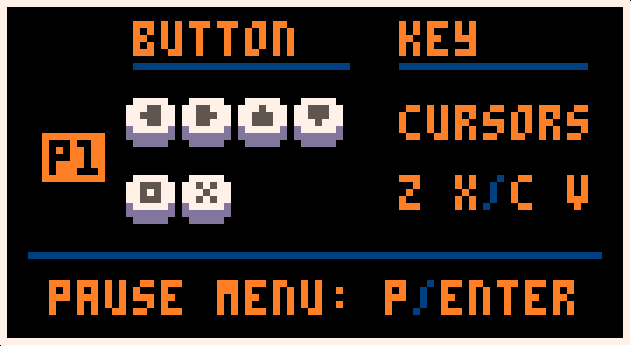 BUTTON KEY
P1
CURSORS
Z X/C V
PAUSE MENU: P/ENTER